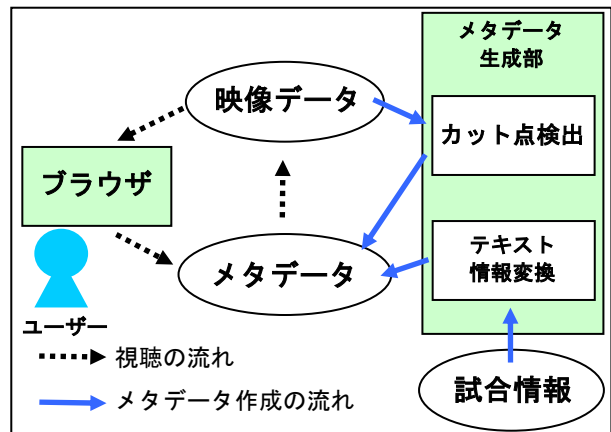 メタデータ
生成部
映像データ
カット点検出
ブラウザ
テキスト
情報変換
メタデータ
ユーザー
視聴の流れ
試合情報
メタデータ作成の流れ